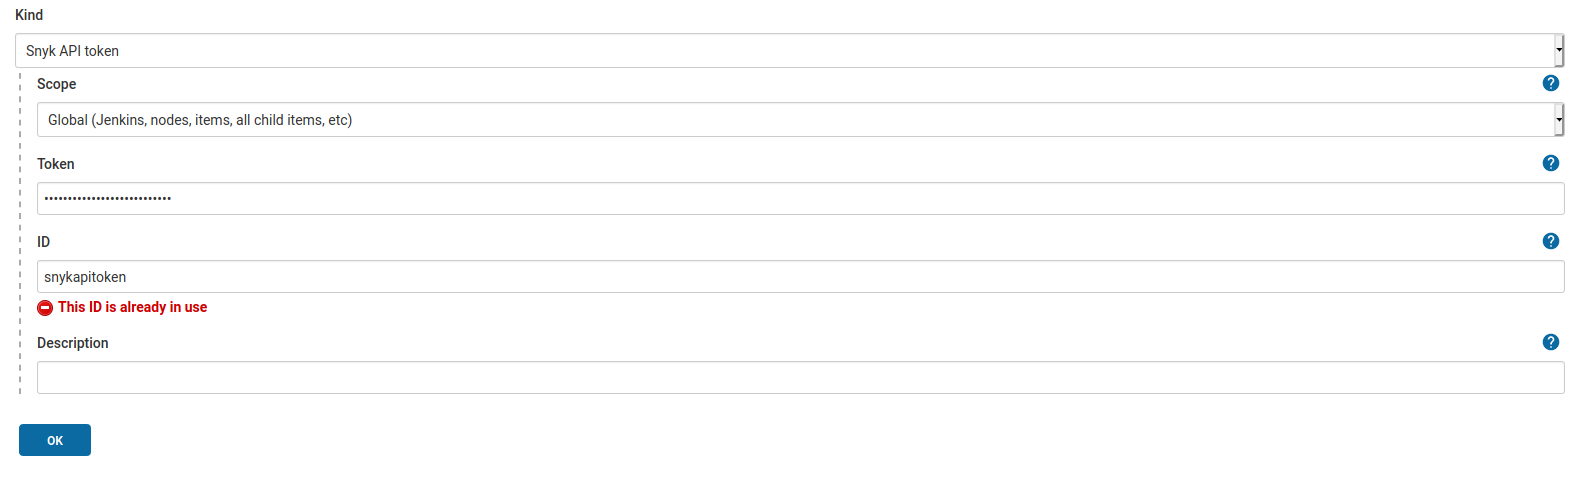 Kind
Snyk API token
Scope
?
Global (Jenkins, nodes, items, all child items, etc)
Token
?
•••••••••••••••••••••••••••
ID
?
snykapitoken
This ID is already in use
Description
?
OK